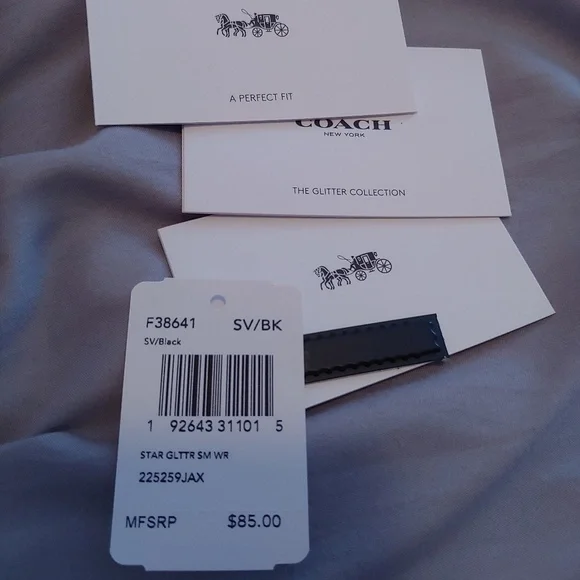 A PERFECT FIT
COACH
NEW YORK
THE GLITTER COLLECTION
F38641 SV/BK
SV/Black
1 92643 31101 5
STAR GLTTR SM WR
225259JAX
MFSRP $85.00